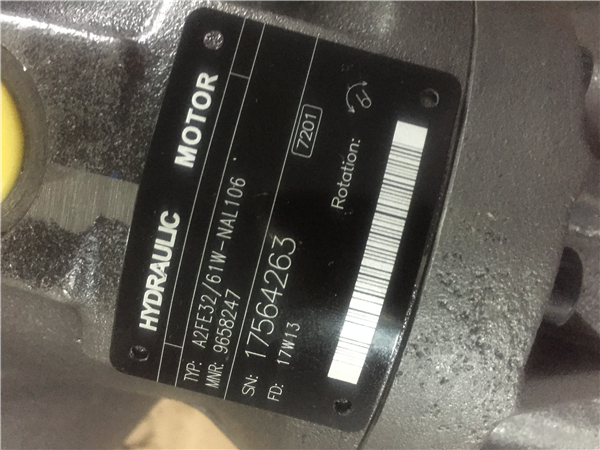 HYDRAULIC MOTOR
TYP: A2FE32/61W-NAL106
MNR: 9658247
SN: 17564263
FD: 17W13
7201
Rotation: